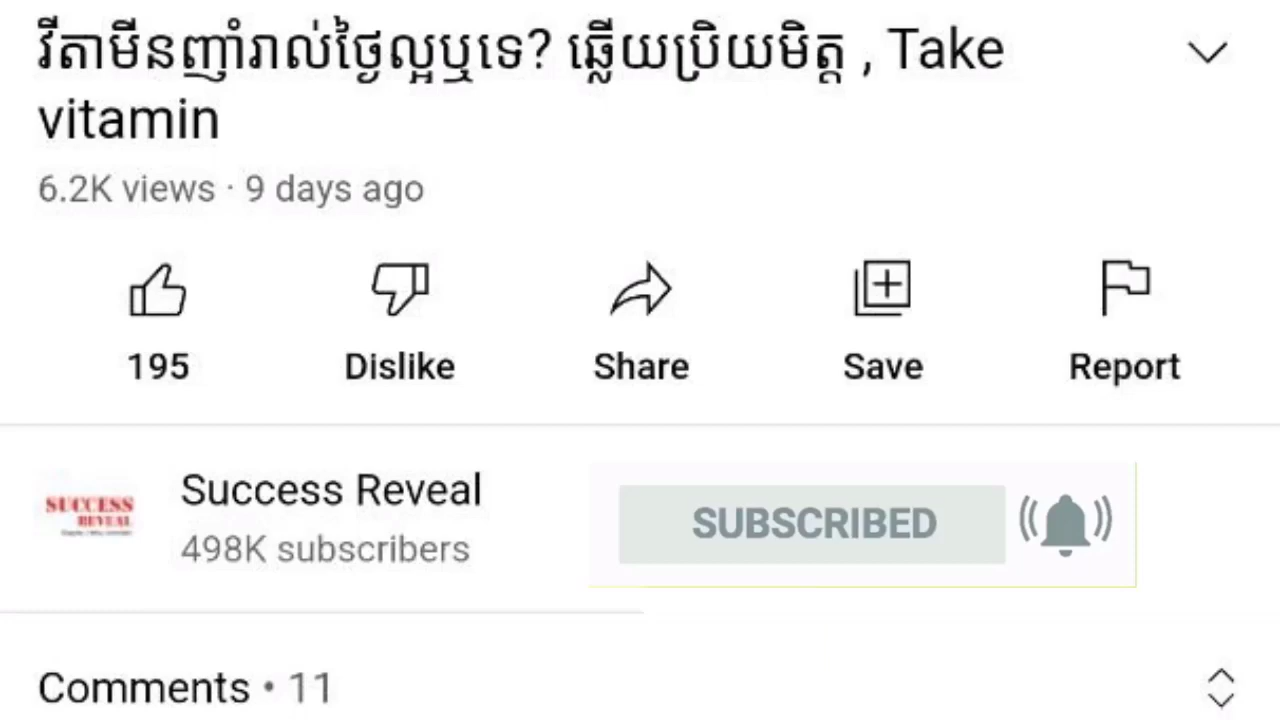 វីតាមីនញ៉ាំរាល់ថ្ងៃល្អឬទេ? ឆ្លើយប្រិយមិត្ត , Take
vitamin
6.2K views · 9 days ago
195 Dislike Share Save Report
SUCCESS
REVEAL
Success Reveal
498K subscribers
SUBSCRIBED
Comments • 11